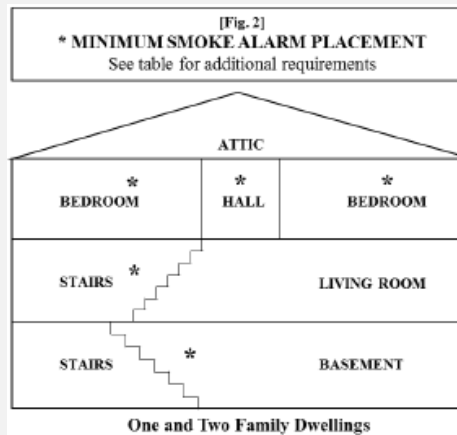 [Fig. 2]
* MINIMUM SMOKE ALARM PLACEMENT
See table for additional requirements
ATTIC
* * *
BEDROOM HALL BEDROOM
STAIRS * LIVING ROOM
STAIRS * BASEMENT
One and Two Family Dwellings